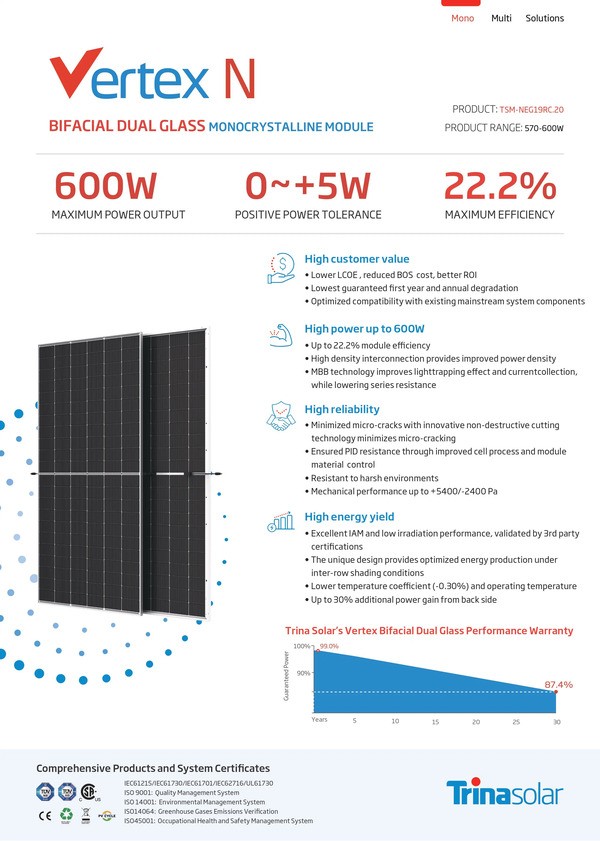 Mono Multi Solutions
Vertex N
BIFACIAL DUAL GLASS MONOCRYSTALLINE MODULE
PRODUCT: TSM-NEG19RC.20
PRODUCT RANGE: 570-600W
600W
MAXIMUM POWER OUTPUT
0~+5W
POSITIVE POWER TOLERANCE
22.2%
MAXIMUM EFFICIENCY
High customer value
• Lower LCOE , reduced BOS cost, better ROI
• Lowest guaranteed first year and annual degradation
• Optimized compatibility with existing mainstream system components
High power up to 600W
• Up to 22.2% module efficiency
• High density interconnection provides improved power density
• MBB technology improves lighttrapping effect and currentcollection,
while lowering series resistance
High reliability
• Minimized micro-cracks with innovative non-destructive cutting
technology minimizes micro-cracking
• Ensured PID resistance through improved cell process and module
material control
• Resistant to harsh environments
• Mechanical performance up to +5400/-2400 Pa
High energy yield
• Excellent IAM and low irradiation performance, validated by 3rd party
certifications
• The unique design provides optimized energy production under
inter-row shading conditions
• Lower temperature coefficient (-0.30%) and operating temperature
• Up to 30% additional power gain from back side
Trina Solar's Vertex Bifacial Dual Glass Performance Warranty
Guaranteed Power
100%
99.0%
90%
87.4%
Years 5 10 15 20 25 30
Comprehensive Products and System Certificates
IEC61215/IEC61730/IEC61701/IEC62716/UL61730
ISO 9001: Quality Management System
ISO 14001: Environmental Management System
ISO14064: Greenhouse Gases Emissions Verification
ISO45001: Occupational Health and Safety Management System
TÜV
TÜV
C US
CE
PV CYCLE
Trinasolar